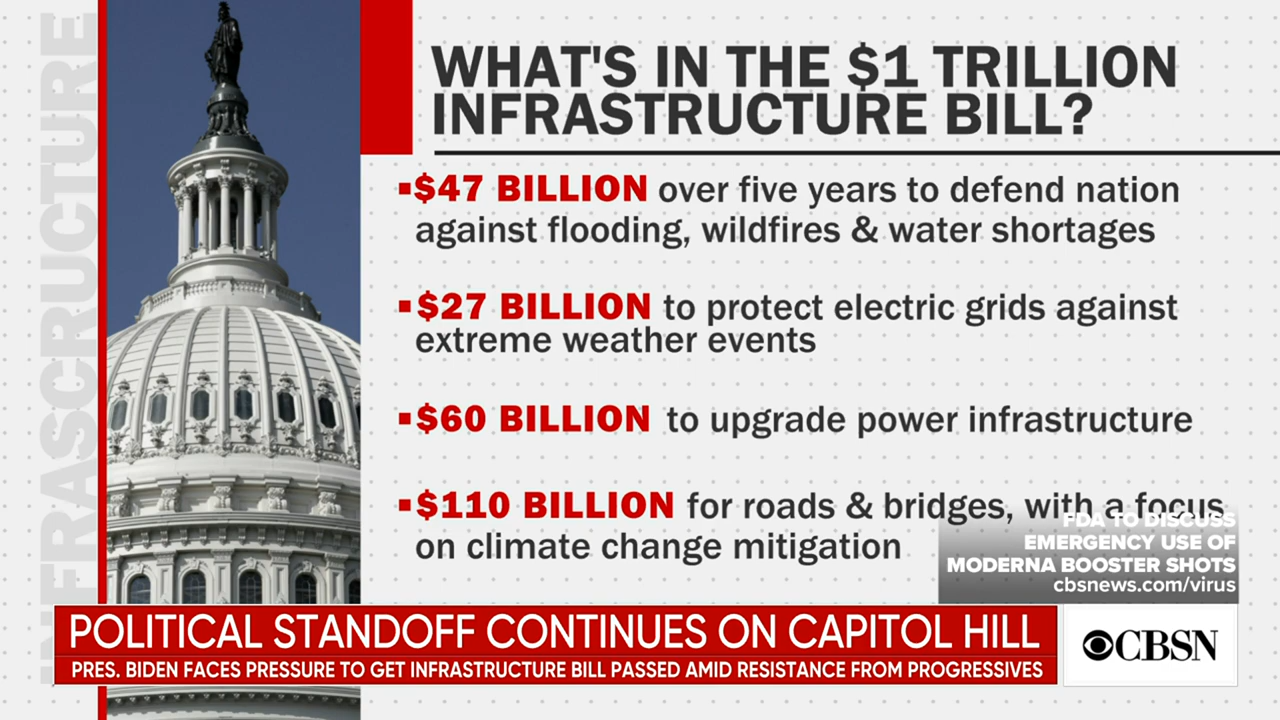 INFRASCRUCTURE
WHAT'S IN THE $1 TRILLION
INFRASTRUCTURE BILL?
▪$47 BILLION over five years to defend nation
against flooding, wildfires & water shortages
▪$27 BILLION to protect electric grids against
extreme weather events
▪$60 BILLION to upgrade power infrastructure
▪$110 BILLION for roads & bridges, with a focus
on climate change mitigation
FDA TO DISCUSS
EMERGENCY USE OF
MODERNA BOOSTER SHOTS
cbsnews.com/virus
POLITICAL STANDOFF CONTINUES ON CAPITOL HILL
PRES. BIDEN FACES PRESSURE TO GET INFRASTRUCTURE BILL PASSED AMID RESISTANCE FROM PROGRESSIVES
CBSN